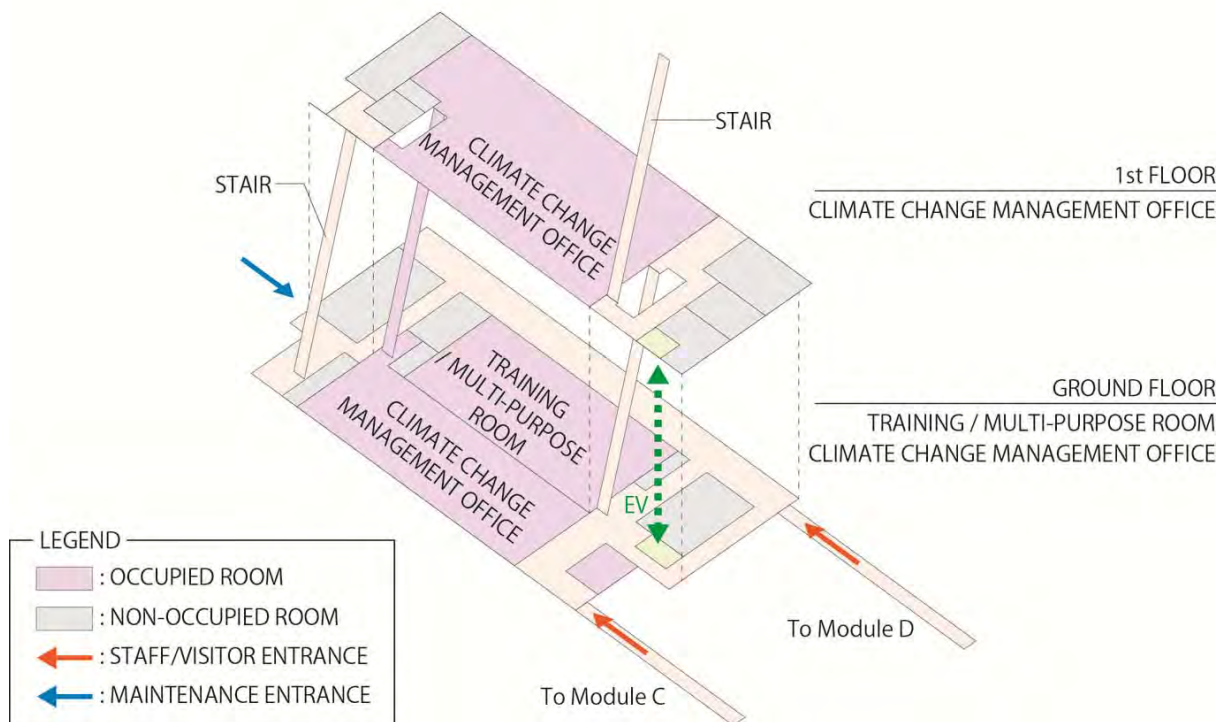 STAIR
STAIR
CLIMATE CHANGE
MANAGEMENT OFFICE
1st FLOOR
CLIMATE CHANGE MANAGEMENT OFFICE
TRAINING
/ MULTI-PURPOSE
ROOM
CLIMATE CHANGE
MANAGEMENT OFFICE
GROUND FLOOR
TRAINING / MULTI-PURPOSE ROOM
CLIMATE CHANGE MANAGEMENT OFFICE
EV
To Module D
To Module C
LEGEND
: OCCUPIED ROOM
: NON-OCCUPIED ROOM
: STAFF/VISITOR ENTRANCE
: MAINTENANCE ENTRANCE